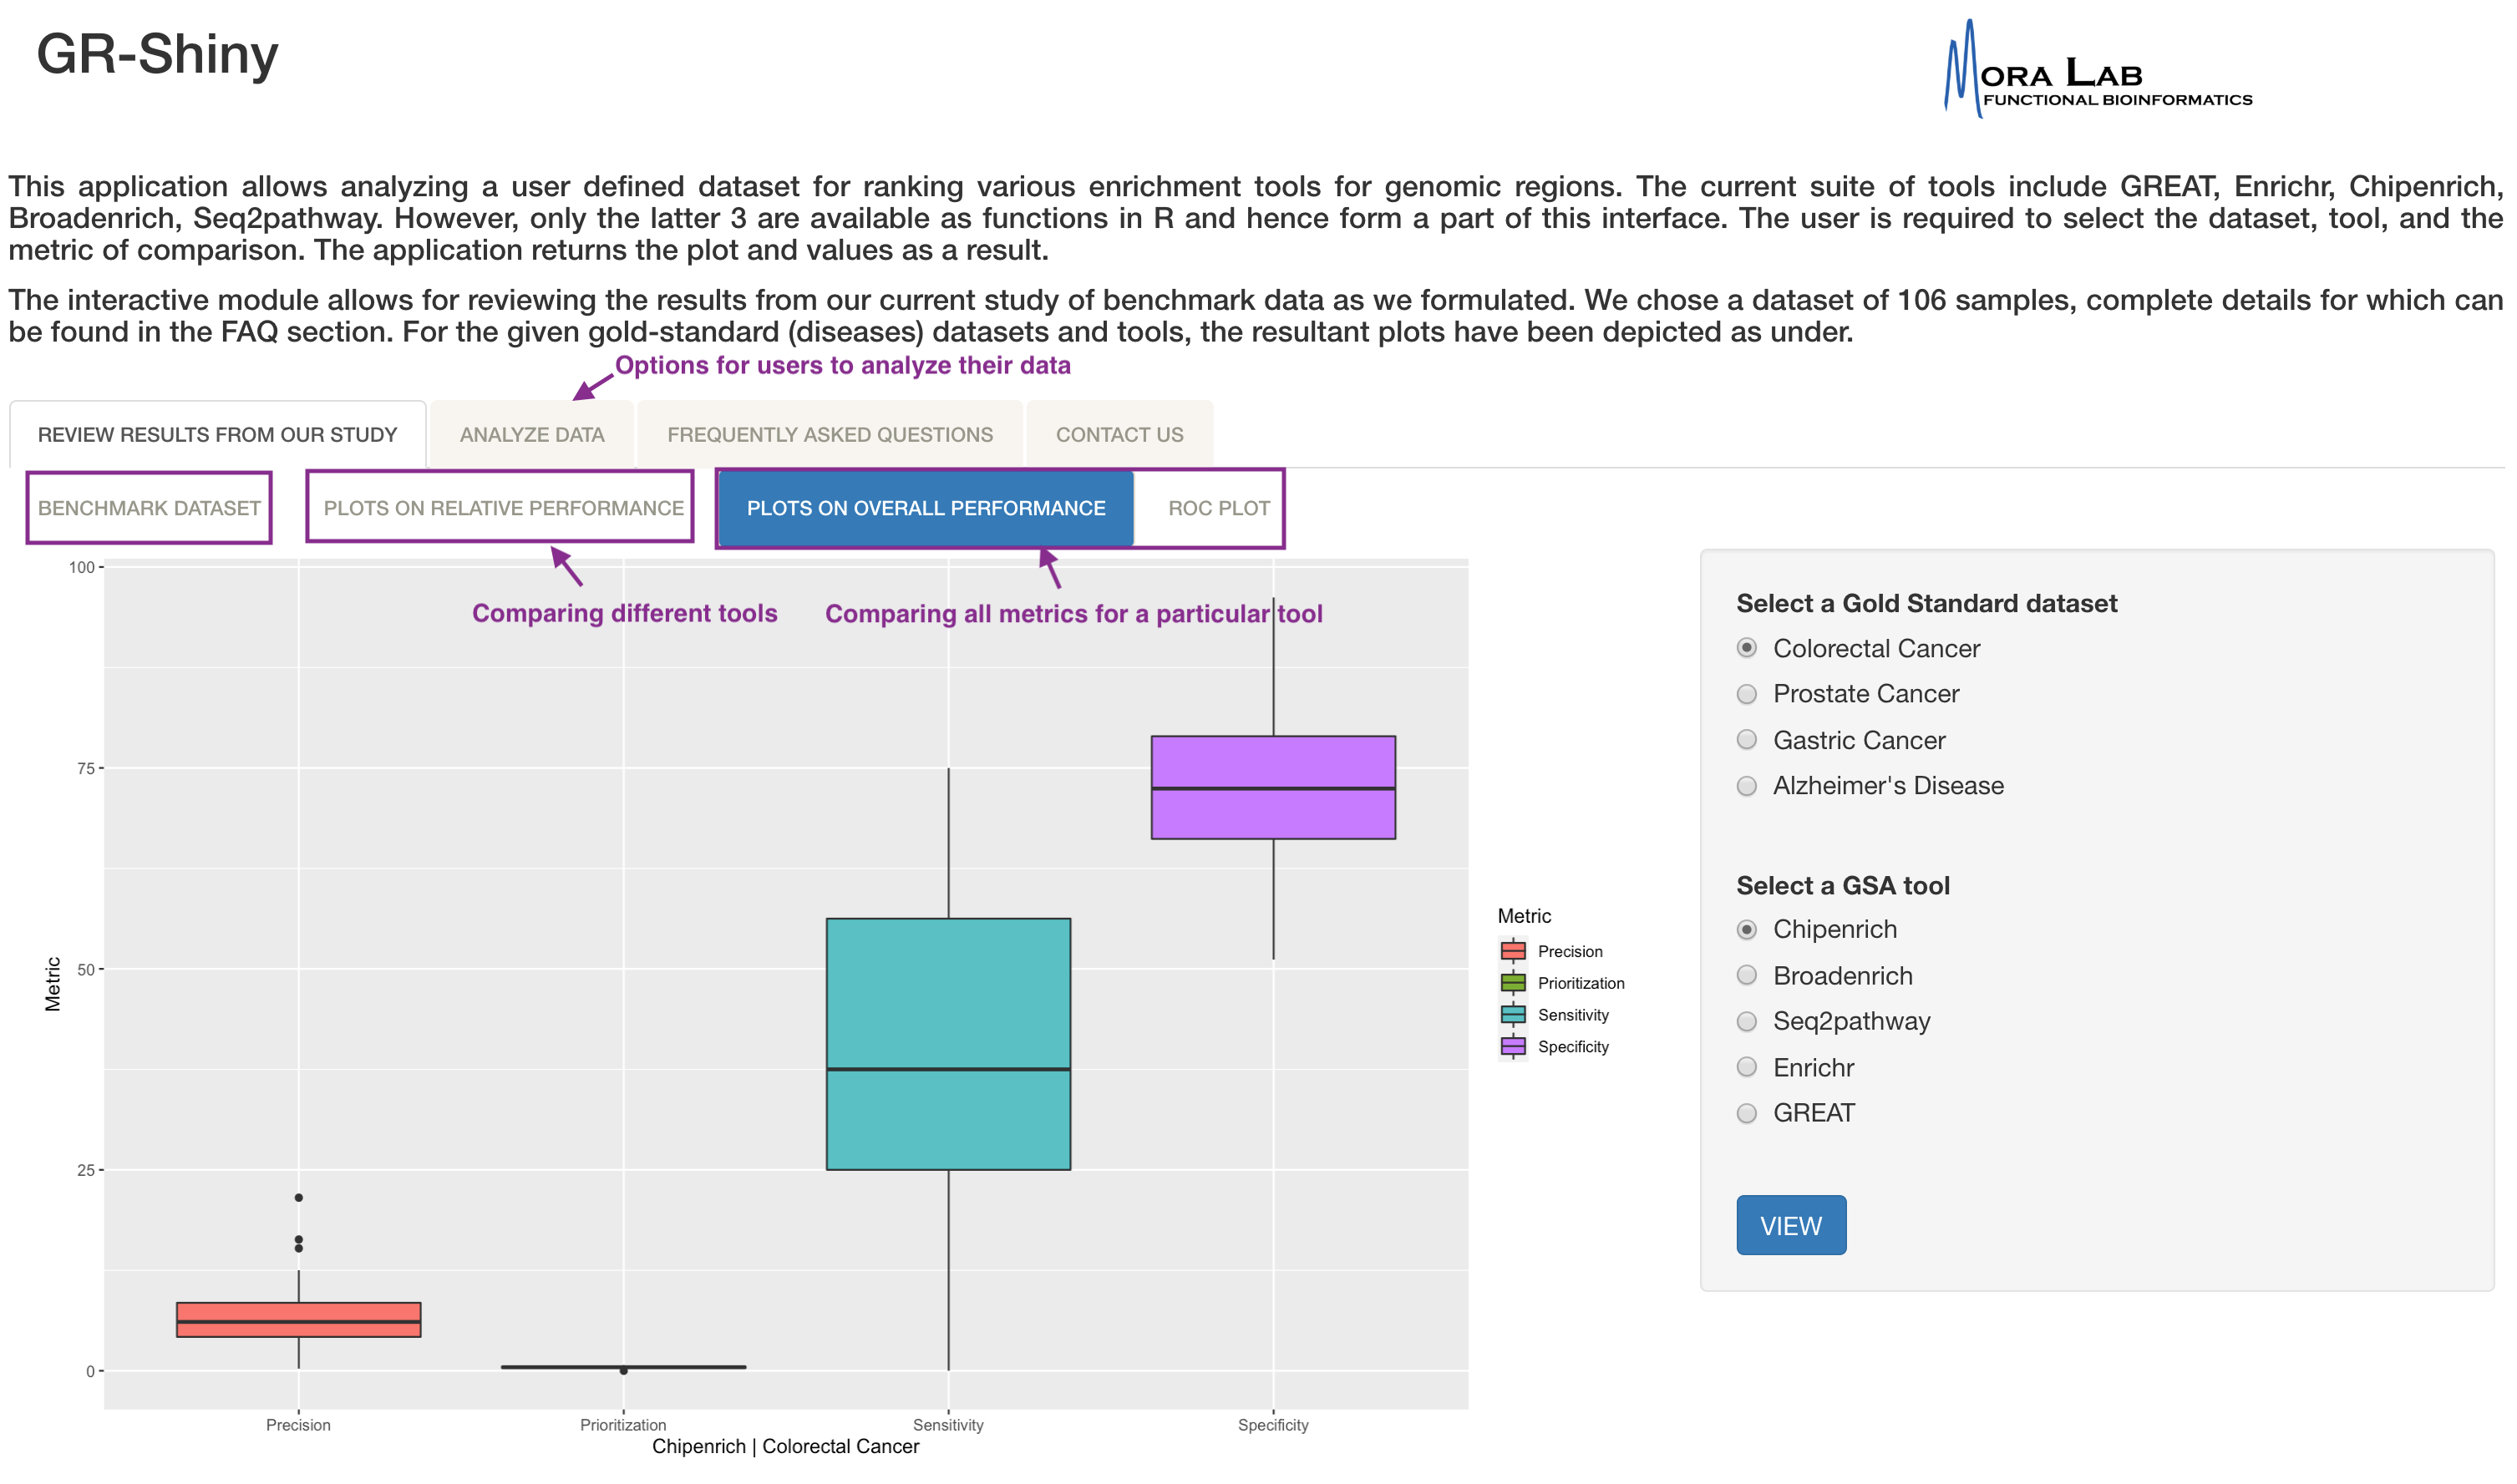 GR-Shiny
MORA LAB
FUNCTIONAL BIOINFORMATICS
This application allows analyzing a user defined dataset for ranking various enrichment tools for genomic regions. The current suite of tools include GREAT, Enrichr, Chipenrich,
Broadenrich, Seq2pathway. However, only the latter 3 are available as functions in R and hence form a part of this interface. The user is required to select the dataset, tool, and the
metric of comparison. The application returns the plot and values as a result.
The interactive module allows for reviewing the results from our current study of benchmark data as we formulated. We chose a dataset of 106 samples, complete details for which can
be found in the FAQ section. For the given gold-standard (diseases) datasets and tools, the resultant plots have been depicted as under.
Options for users to analyze their data
REVIEW RESULTS FROM OUR STUDY
ANALYZE DATA
FREQUENTLY ASKED QUESTIONS
CONTACT US
BENCHMARK DATASET
PLOTS ON RELATIVE PERFORMANCE
PLOTS ON OVERALL PERFORMANCE
ROC PLOT
Comparing different tools
Comparing all metrics for a particular tool
100
75
50
25
0
Metric
Precision
Prioritization
Sensitivity
Specificity
Chipenrich | Colorectal Cancer
Metric
Precision
Prioritization
Sensitivity
Specificity
Select a Gold Standard dataset
Colorectal Cancer
Prostate Cancer
Gastric Cancer
Alzheimer's Disease
Select a GSA tool
Chipenrich
Broadenrich
Seq2pathway
Enrichr
GREAT
VIEW